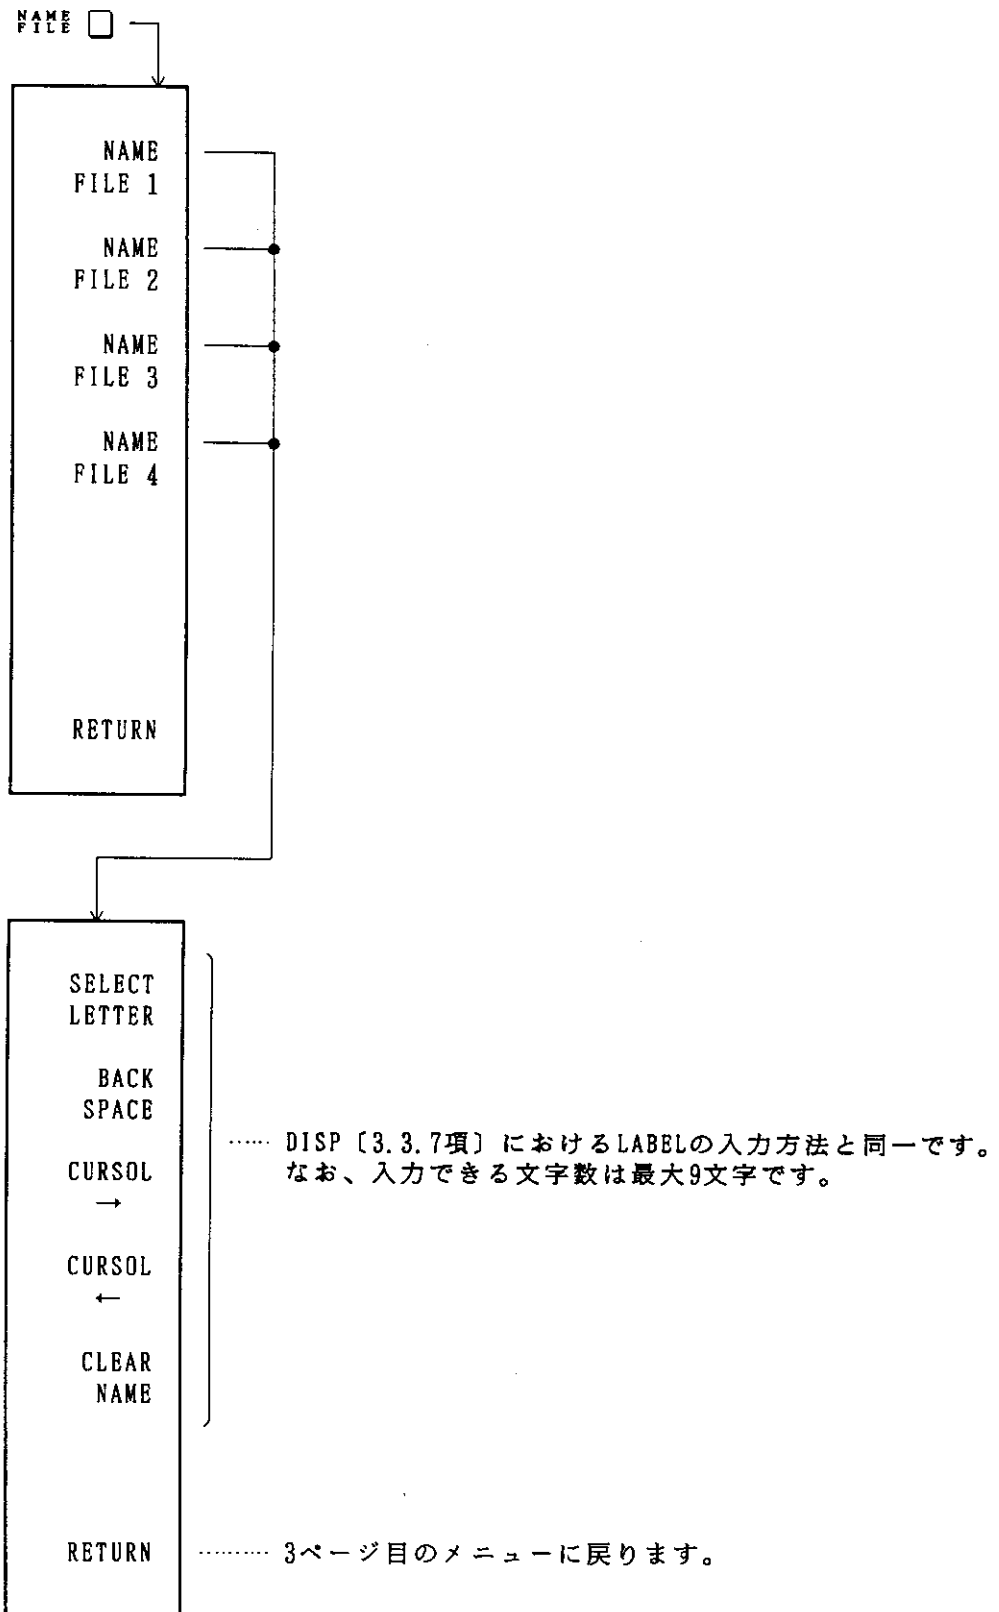 NAME
FILE
NAME
FILE 1
NAME
FILE 2
NAME
FILE 3
NAME
FILE 4
RETURN
SELECT
LETTER
BACK
SPACE
CURSOL
→
CURSOL
←
CLEAR
NAME
…… DISP〔3.3.7項〕におけるLABELの入力方法と同一です。
なお、入力できる文字数は最大9文字です。
RETURN ……… 3ページ目のメニューに戻ります。